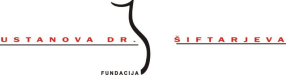 USTANOVA DR. ŠIFTARJEVA
FUNDACIJA